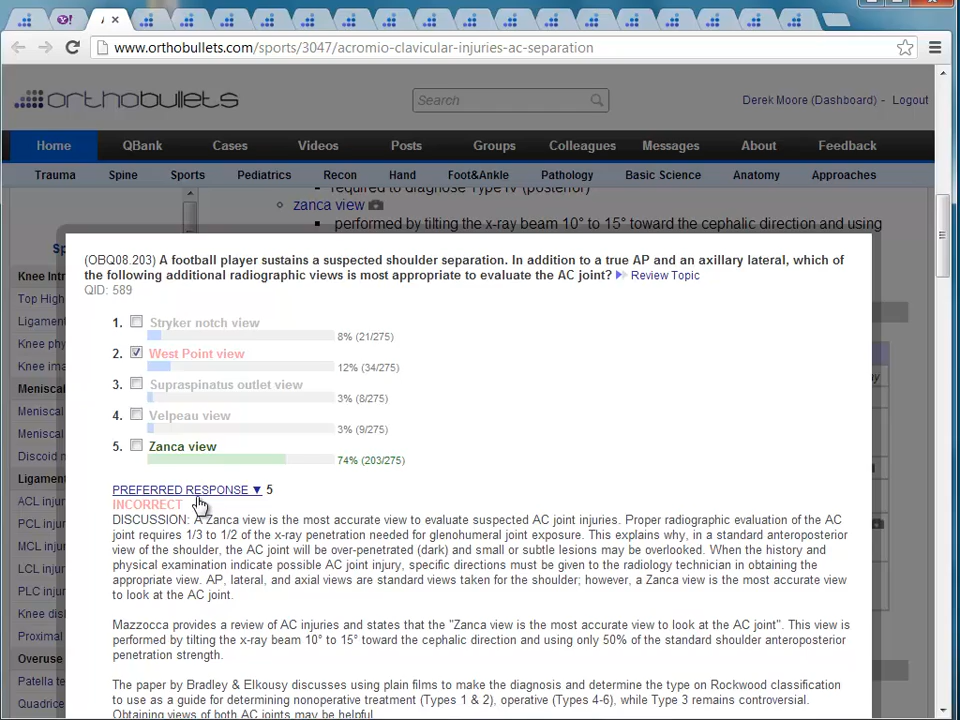 www.orthobullets.com/sports/3047/acromio-clavicular-injuries-ac-separation
orthobullets
Search
Derek Moore (Dashboard) - Logout
Home QBank Cases Videos Posts Groups Colleagues Messages About Feedback
Trauma Spine Sports Pediatrics Recon Hand Foot&Ankle Pathology Basic Science Anatomy Approaches
required to diagnose Type IV (posterior)
zanca view
performed by tilting the x-ray beam 10° to 15° toward the cephalic direction and using
Knee Int
Top High
Ligament
Knee phy
Knee ima
Meniscal
Meniscal
Meniscal
Discoid m
Ligament
ACL injur
PCL injur
MCL injur
LCL injur
PLC injur
Knee disl
Proximal
Overuse
Patella te
Quadrice
(OBQ08.203) A football player sustains a suspected shoulder separation. In addition to a true AP and an axillary lateral, which of
the following additional radiographic views is most appropriate to evaluate the AC joint? Review Topic
QID: 589
1. Stryker notch view
8% (21/275)
2. West Point view
12% (34/275)
3. Supraspinatus outlet view
3% (8/275)
4. Velpeau view
3% (9/275)
5. Zanca view
74% (203/275)
PREFERRED RESPONSE ▼ 5
INCORRECT
DISCUSSION: A Zanca view is the most accurate view to evaluate suspected AC joint injuries. Proper radiographic evaluation of the AC
joint requires 1/3 to 1/2 of the x-ray penetration needed for glenohumeral joint exposure. This explains why, in a standard anteroposterior
view of the shoulder, the AC joint will be over-penetrated (dark) and small or subtle lesions may be overlooked. When the history and
physical examination indicate possible AC joint injury, specific directions must be given to the radiology technician in obtaining the
appropriate view. AP, lateral, and axial views are standard views taken for the shoulder; however, a Zanca view is the most accurate view
to look at the AC joint.
Mazzocca provides a review of AC injuries and states that the "Zanca view is the most accurate view to look at the AC joint". This view is
performed by tilting the x-ray beam 10° to 15° toward the cephalic direction and using only 50% of the standard shoulder anteroposterior
penetration strength.
The paper by Bradley & Elkousy discusses using plain films to make the diagnosis and determine the type on Rockwood classification
to use as a guide for determining nonoperative treatment (Types 1 & 2), operative (Types 4-6), while Type 3 remains controversial.
Obtaining views of both AC joints may be helpful.